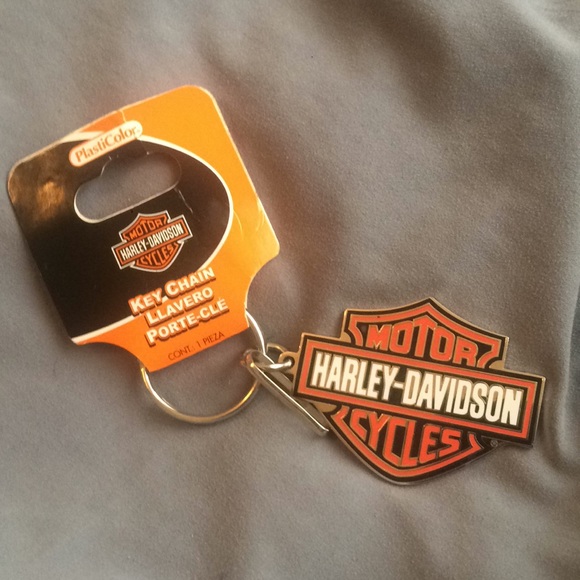 PlastiColor
MOTOR
HARLEY-DAVIDSON
CYCLES
KEY CHAIN
LLAVERO
PORTE-CLE
CONT: 1 PIEZA
MOTOR
HARLEY-DAVIDSON
CYCLES
®